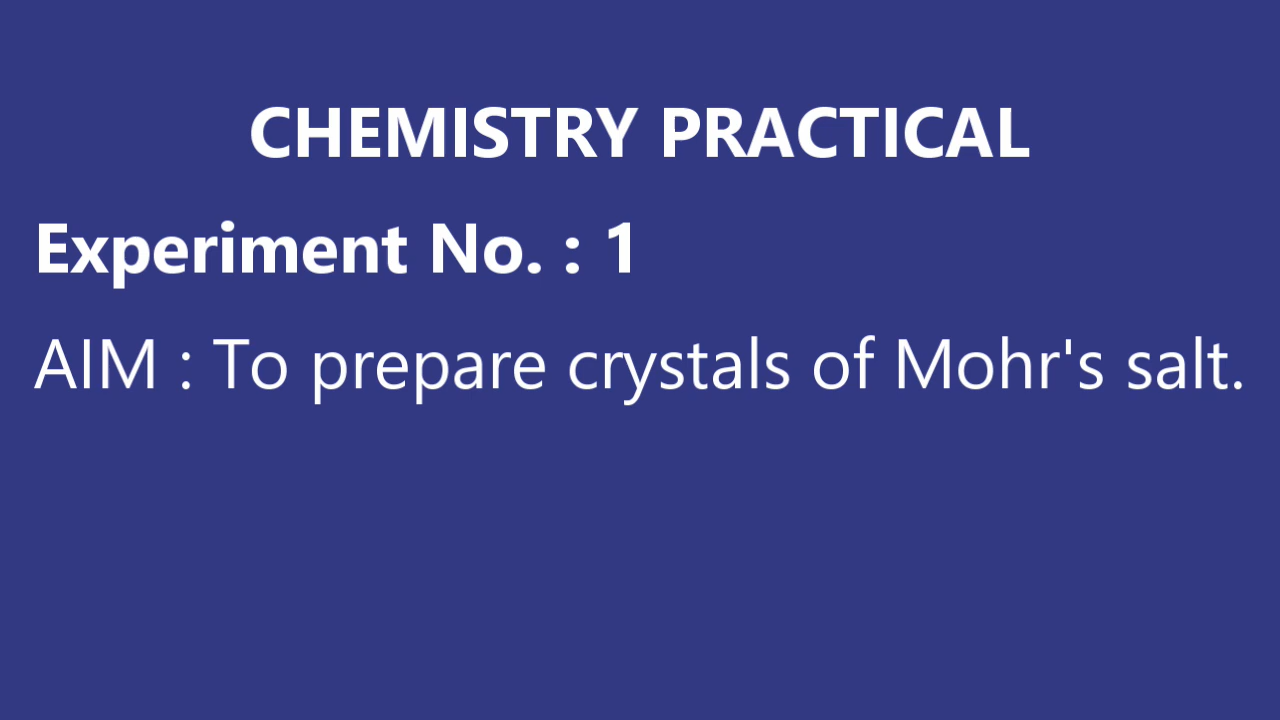 CHEMISTRY PRACTICAL
Experiment No. : 1
AIM : To prepare crystals of Mohr's salt.